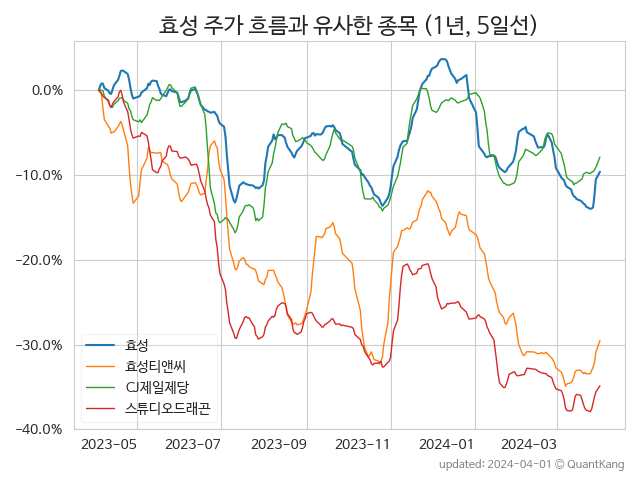 효성 주가 흐름과 유사한 종목 (1년, 5일선)
0.0%
−10.0%
−20.0%
−30.0%
−40.0%
효성
효성티앤씨
CJ제일제당
스튜디오드래곤
2023-05 2023-07 2023-09 2023-11 2024-01 2024-03
updated: 2024-04-01 © QuantKang